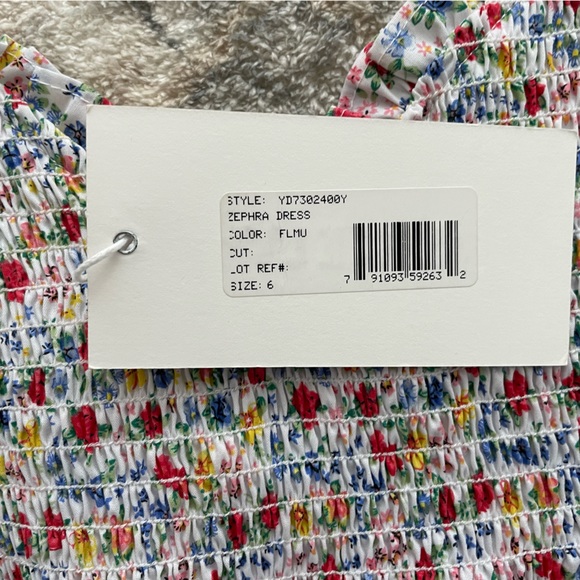 STYLE: YD7302400Y
ZEPHRA DRESS
COLOR: FLMU
CUT:
LOT REF#:
SIZE: 6
7 91093 59263 2